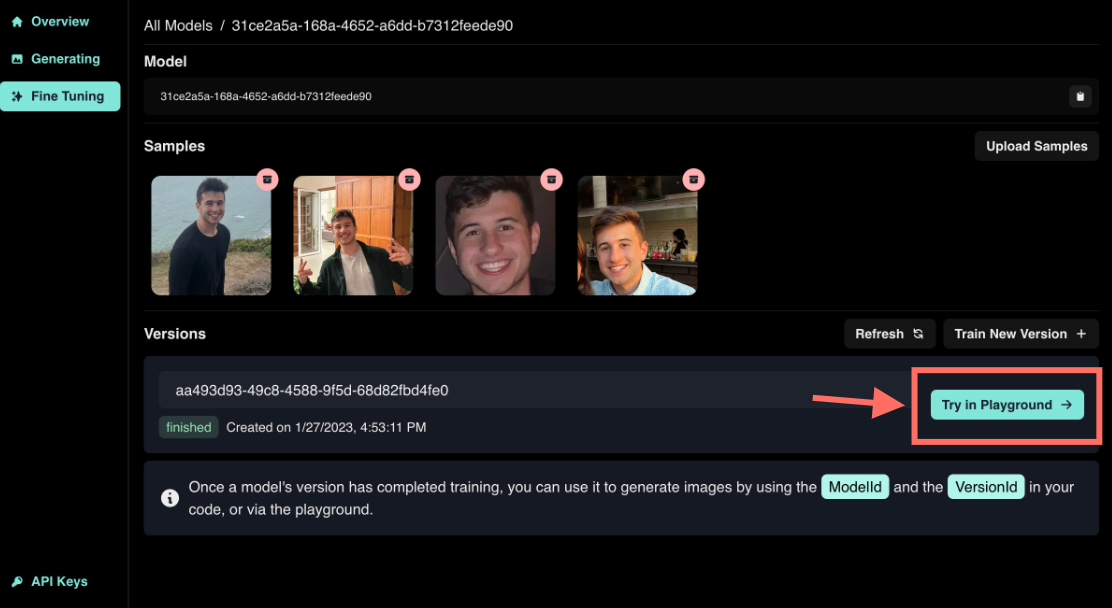 Overview
Generating
Fine Tuning
API Keys
All Models / 31ce2a5a-168a-4652-a6dd-b7312feede90
Model
31ce2a5a-168a-4652-a6dd-b7312feede90
Samples
Upload Samples
Versions
Refresh
Train New Version +
aa493d93-49c8-4588-9f5d-68d82fbd4fe0
Try in Playground →
finished Created on 1/27/2023, 4:53:11 PM
Once a model's version has completed training, you can use it to generate images by using the ModelId and the VersionId in your
code, or via the playground.